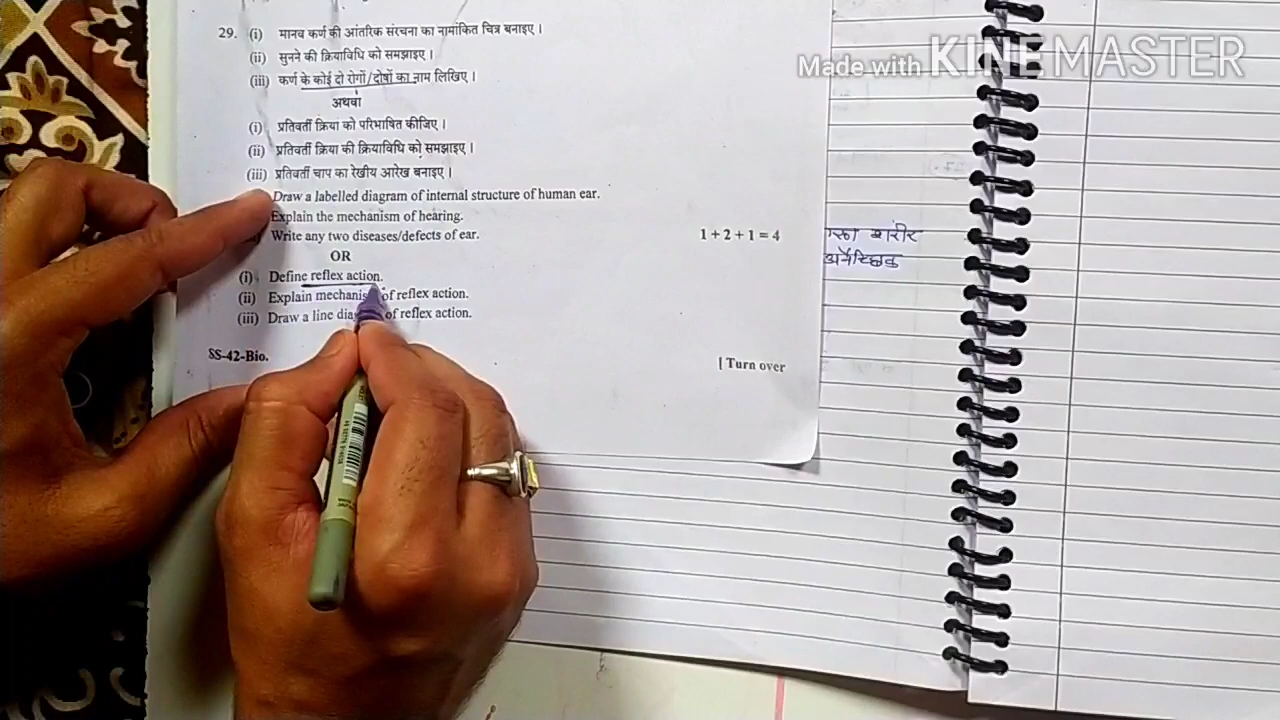 Made with KINEMASTER
29. (i) मानव कर्ण की आंतरिक संरचना का नामांकित चित्र बनाइए ।
(ii) सुनने की क्रियाविधि को समझाइए ।
(iii) कर्ण के कोई दो रोगों/दोषों का नाम लिखिए ।
अथवा
(i) प्रतिवर्ती क्रिया को परिभाषित कीजिए ।
(ii) प्रतिवर्ती क्रिया की क्रियाविधि को समझाइए ।
(iii) प्रतिवर्ती चाप का रेखीय आरेख बनाइए ।
Draw a labelled diagram of internal structure of human ear.
Explain the mechanism of hearing.
Write any two diseases/defects of ear. 1 + 2 + 1 = 4
OR
(i) Define reflex action.
(ii) Explain mechanis of reflex action.
(iii) Draw a line dia of reflex action.
SS-42-Bio. [ Turn over
शरीर
अनैच्छिक